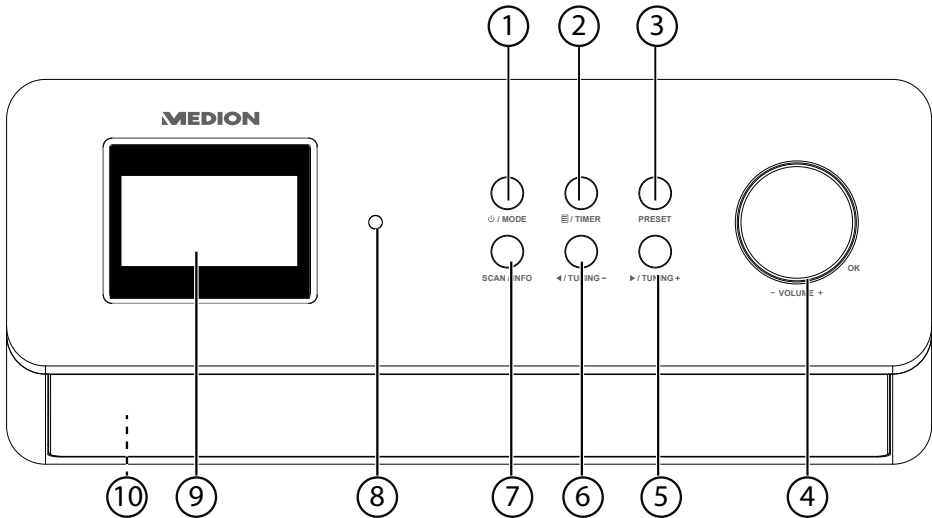 1 2 3
MEDION
⏻ / MODE ≣ / TIMER PRESET
SCAN / INFO ◀ / TUNING − ▶ / TUNING + OK
− VOLUME +
10 9 8 7 6 5 4